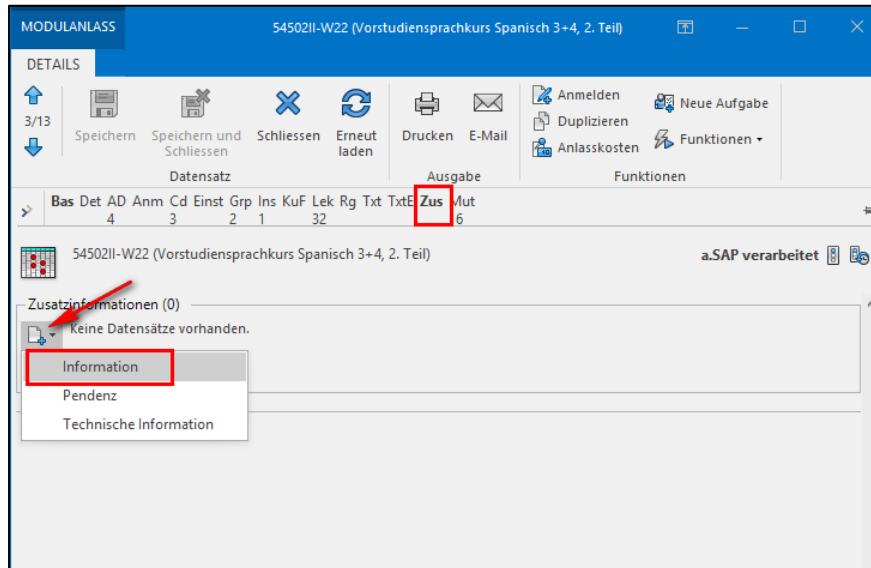 MODULANLASS 54502II-W22 (Vorstudiensprachkurs Spanisch 3+4, 2. Teil)
DETAILS
3/13
Speichern
Speichern und Schliessen
Schliessen
Erneut laden
Datensatz
Drucken
E-Mail
Ausgabe
Anmelden
Duplizieren
Anlasskosten
Neue Aufgabe
Funktionen
Funktionen
Bas Det AD Anm Cd Einst Grp Ins KuF Lek Rg Txt TxtE Zus Mut
4 3 2 1 32 6
54502II-W22 (Vorstudiensprachkurs Spanisch 3+4, 2. Teil) a.SAP verarbeitet
Zusatzinformationen (0)
Keine Datensätze vorhanden.
Information
Pendenz
Technische Information